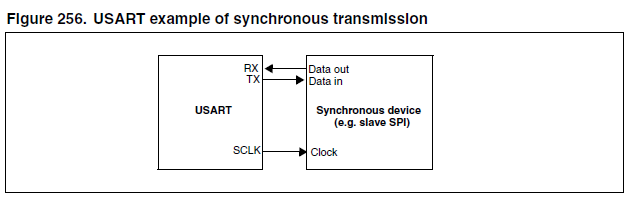 Figure 256. USART example of synchronous transmission
RX
TX
USART
SCLK
Data out
Data in
Synchronous device
(e.g. slave SPI)
Clock